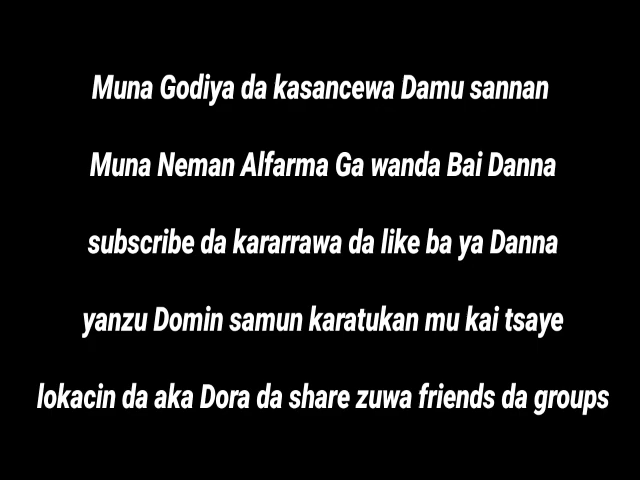 Muna Godiya da kasancewa Damu sannan
Muna Neman Alfarma Ga wanda Bai Danna
subscribe da kararrawa da like ba ya Danna
yanzu Domin samun karatukan mu kai tsaye
lokacin da aka Dora da share zuwa friends da groups